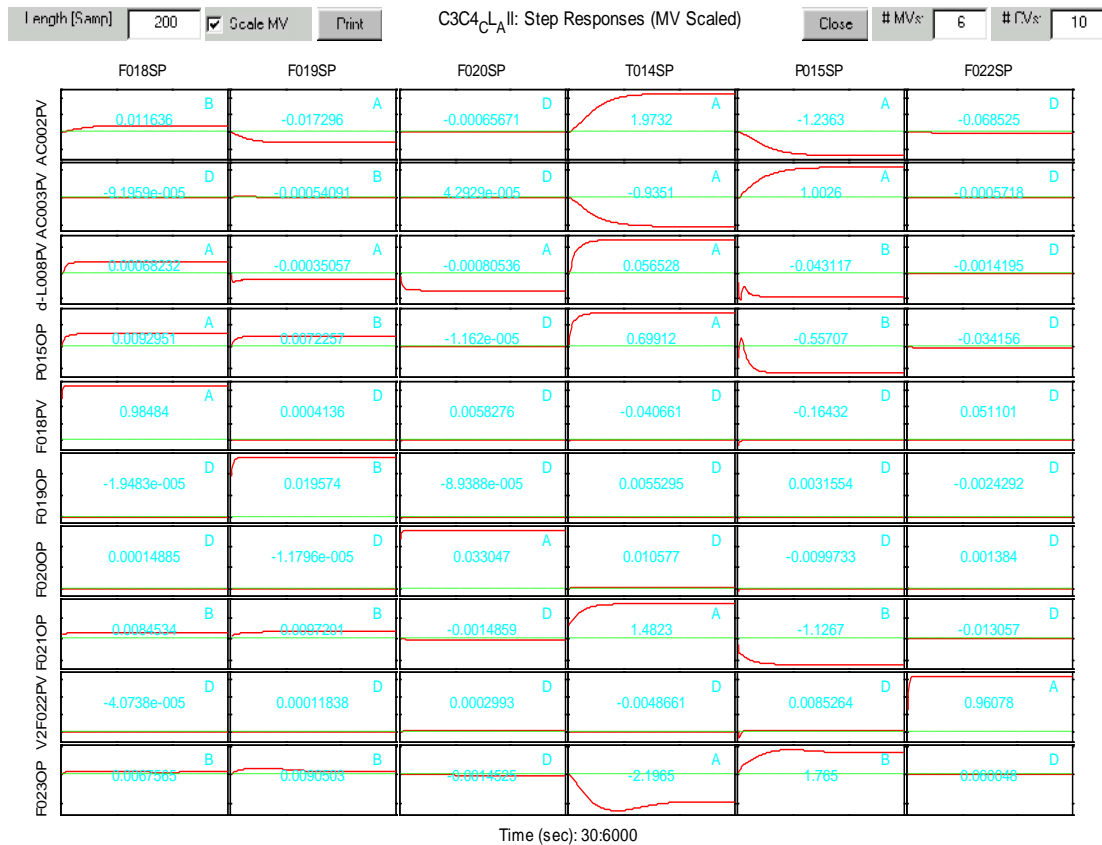 Length [Samp] 200 Scale MV Print C3C4_CL_AII: Step Responses (MV Scaled) Close # MVs: 6 # CVs: 10
F018SP F019SP F020SP T014SP P015SP F022SP
AC002PV B 0.011636 A -0.017296 D -0.00065671 A 1.9732 A -1.2363 D -0.068525
AC003PV D -9.1959e-005 B -0.00054091 D 4.2929e-005 A -0.9351 A 1.0026 D -0.0005718
d-L008PV A 0.00068232 A -0.00035057 A -0.00080536 A 0.056528 B -0.043117 D -0.0014195
P015OP A 0.0092951 B 0.0072257 D -1.162e-005 A 0.69912 B -0.55707 D -0.034156
F018PV A 0.98484 D 0.0004136 D 0.0058276 D -0.040661 D -0.16432 D 0.051101
F019OP D -1.9483e-005 B 0.019574 D -8.9388e-005 D 0.0055295 D 0.0031554 D -0.0024292
F020OP D 0.00014885 D -1.1796e-005 A 0.033047 D 0.010577 D -0.0099733 D 0.001384
F021OP B 0.0084534 B 0.0097201 D -0.0014859 A 1.4823 B -1.1267 D -0.013057
V2F022PV D -4.0738e-005 D 0.00011838 D 0.0002993 D -0.0048661 D 0.0085264 A 0.96078
F023OP B 0.0067565 B 0.0090503 D -0.0014525 A -2.1965 B 1.765 D 0.060048
Time (sec): 30:6000